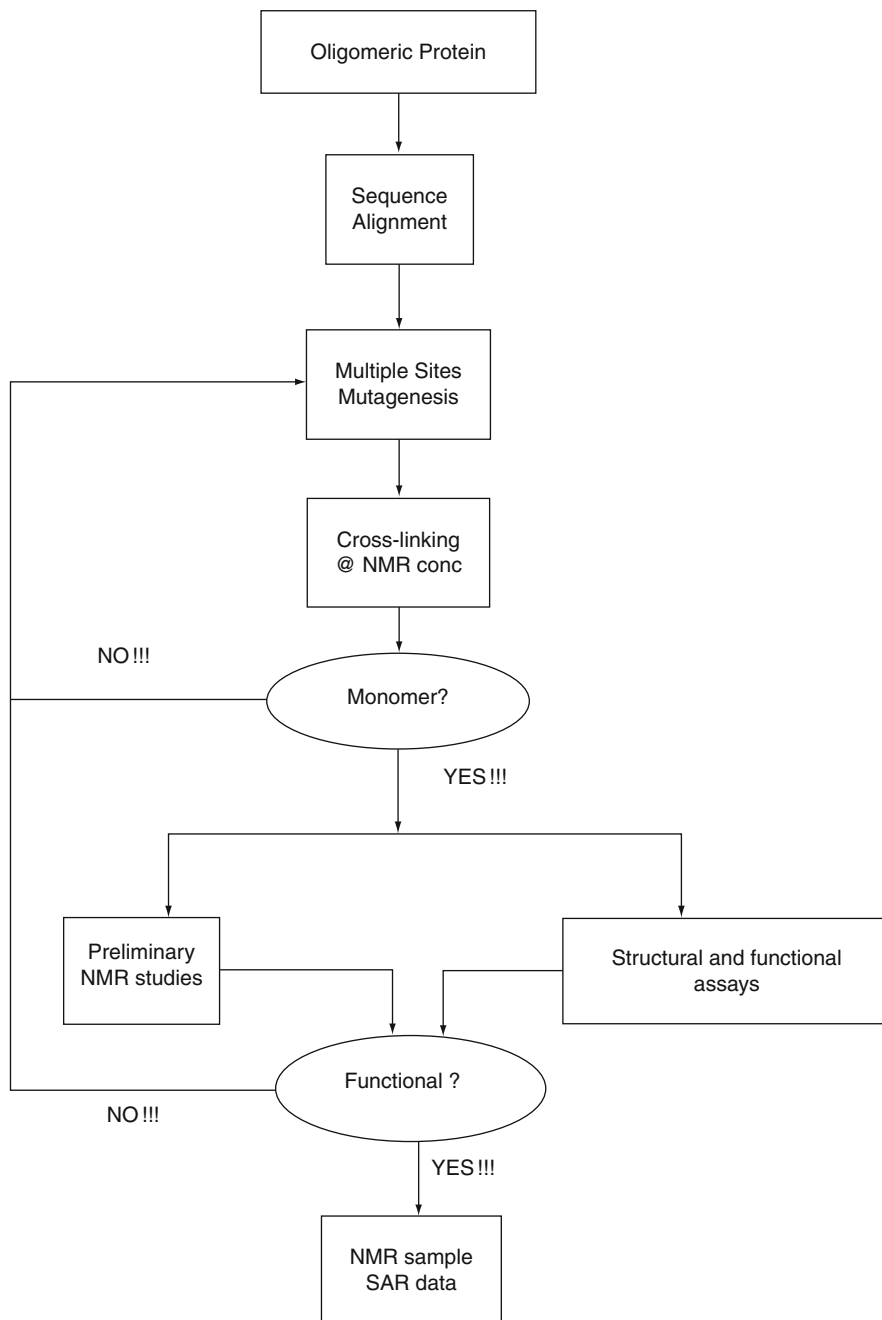 Oligomeric Protein
Sequence
Alignment
Multiple Sites
Mutagenesis
Cross-linking
@ NMR conc
NO!!!
Monomer?
YES!!!
Preliminary
NMR studies
Structural and functional
assays
Functional ?
NO!!!
YES!!!
NMR sample
SAR data